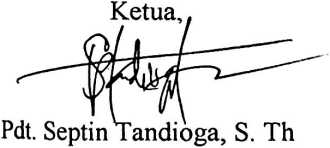 Ketua,
Pdt. Septin Tandioga, S. Th